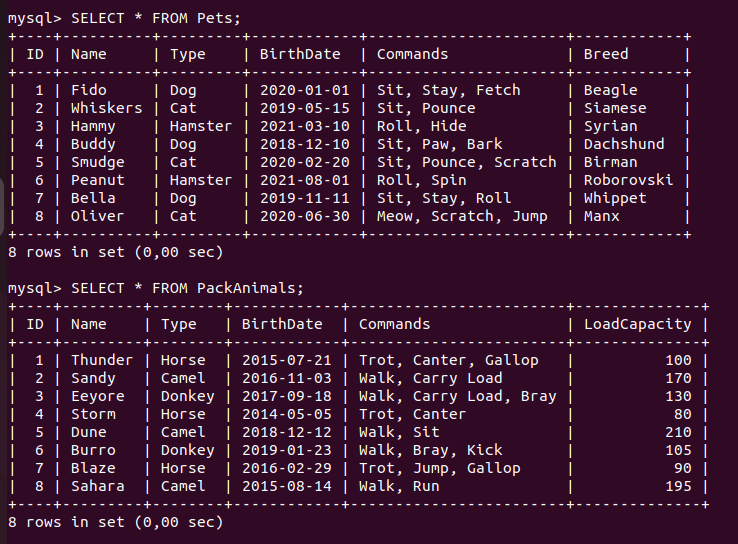 mysql> SELECT * FROM Pets;
+----+----------+---------+------------+-----------------------+------------+
| ID | Name     | Type    | BirthDate  | Commands              | Breed      |
+----+----------+---------+------------+-----------------------+------------+
|  1 | Fido     | Dog     | 2020-01-01 | Sit, Stay, Fetch      | Beagle     |
|  2 | Whiskers | Cat     | 2019-05-15 | Sit, Pounce           | Siamese    |
|  3 | Hammy    | Hamster | 2021-03-10 | Roll, Hide            | Syrian     |
|  4 | Buddy    | Dog     | 2018-12-10 | Sit, Paw, Bark        | Dachshund  |
|  5 | Smudge   | Cat     | 2020-02-20 | Sit, Pounce, Scratch  | Birman     |
|  6 | Peanut   | Hamster | 2021-08-01 | Roll, Spin            | Roborovski |
|  7 | Bella    | Dog     | 2019-11-11 | Sit, Stay, Roll       | Whippet    |
|  8 | Oliver   | Cat     | 2020-06-30 | Meow, Scratch, Jump   | Manx       |
+----+----------+---------+------------+-----------------------+------------+
8 rows in set (0,00 sec)

mysql> SELECT * FROM PackAnimals;
+----+---------+--------+------------+------------------------+--------------+
| ID | Name    | Type   | BirthDate  | Commands               | LoadCapacity |
+----+---------+--------+------------+------------------------+--------------+
|  1 | Thunder | Horse  | 2015-07-21 | Trot, Canter, Gallop   |          100 |
|  2 | Sandy   | Camel  | 2016-11-03 | Walk, Carry Load       |          170 |
|  3 | Eeyore  | Donkey | 2017-09-18 | Walk, Carry Load, Bray |          130 |
|  4 | Storm   | Horse  | 2014-05-05 | Trot, Canter           |           80 |
|  5 | Dune    | Camel  | 2018-12-12 | Walk, Sit              |          210 |
|  6 | Burro   | Donkey | 2019-01-23 | Walk, Bray, Kick       |          105 |
|  7 | Blaze   | Horse  | 2016-02-29 | Trot, Jump, Gallop     |           90 |
|  8 | Sahara  | Camel  | 2015-08-14 | Walk, Run              |          195 |
+----+---------+--------+------------+------------------------+--------------+
8 rows in set (0,00 sec)